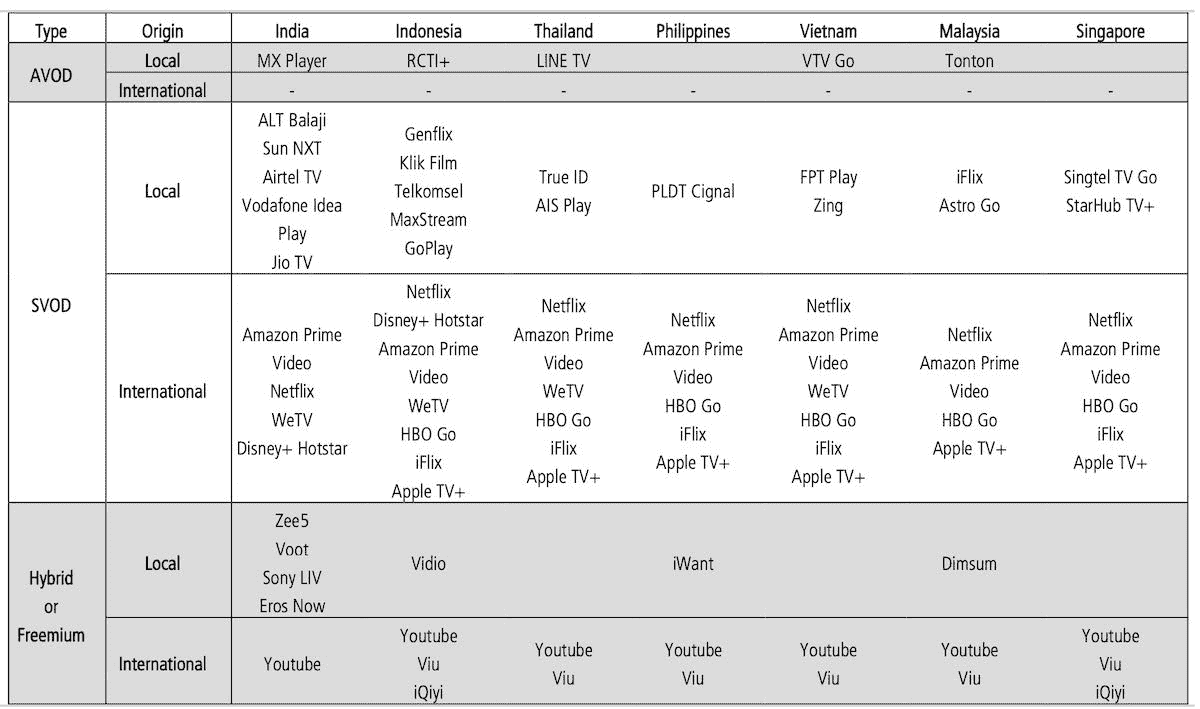 Type Origin India Indonesia Thailand Philippines Vietnam Malaysia Singapore
AVOD
Local MX Player RCTI+ LINE TV VTV Go Tonton
International - - - - - - -
SVOD
Local
ALT Balaji
Sun NXT
Airtel TV
Vodafone Idea
Play
Jio TV
Genflix
Klik Film
Telkomsel
MaxStream
GoPlay
True ID
AIS Play
PLDT Cignal
FPT Play
Zing
iFlix
Astro Go
Singtel TV Go
StarHub TV+
International
Amazon Prime
Video
Netflix
WeTV
Disney+ Hotstar
Netflix
Disney+ Hotstar
Amazon Prime
Video
WeTV
HBO Go
iFlix
Apple TV+
Netflix
Amazon Prime
Video
WeTV
HBO Go
iFlix
Apple TV+
Netflix
Amazon Prime
Video
HBO Go
iFlix
Apple TV+
Netflix
Amazon Prime
Video
WeTV
HBO Go
iFlix
Apple TV+
Netflix
Amazon Prime
Video
HBO Go
Apple TV+
Netflix
Amazon Prime
Video
HBO Go
iFlix
Apple TV+
Hybrid
or
Freemium
Local
Zee5
Voot
Sony LIV
Eros Now
Vidio
iWant
Dimsum
International
Youtube
Youtube
Viu
iQiyi
Youtube
Viu
Youtube
Viu
Youtube
Viu
Youtube
Viu
Youtube
Viu
iQiyi